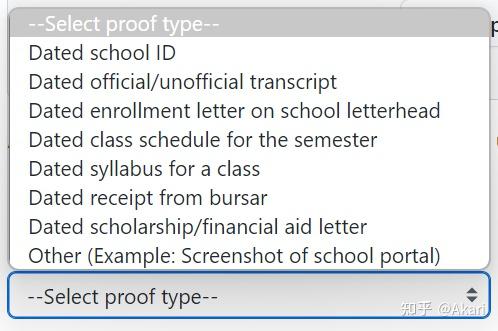 --Select proof type--
Dated school ID
Dated official/unofficial transcript
Dated enrollment letter on school letterhead
Dated class schedule for the semester
Dated syllabus for a class
Dated receipt from bursar
Dated scholarship/financial aid letter
Other (Example: Screenshot of school portal)
--Select proof type--
知乎 @Akari